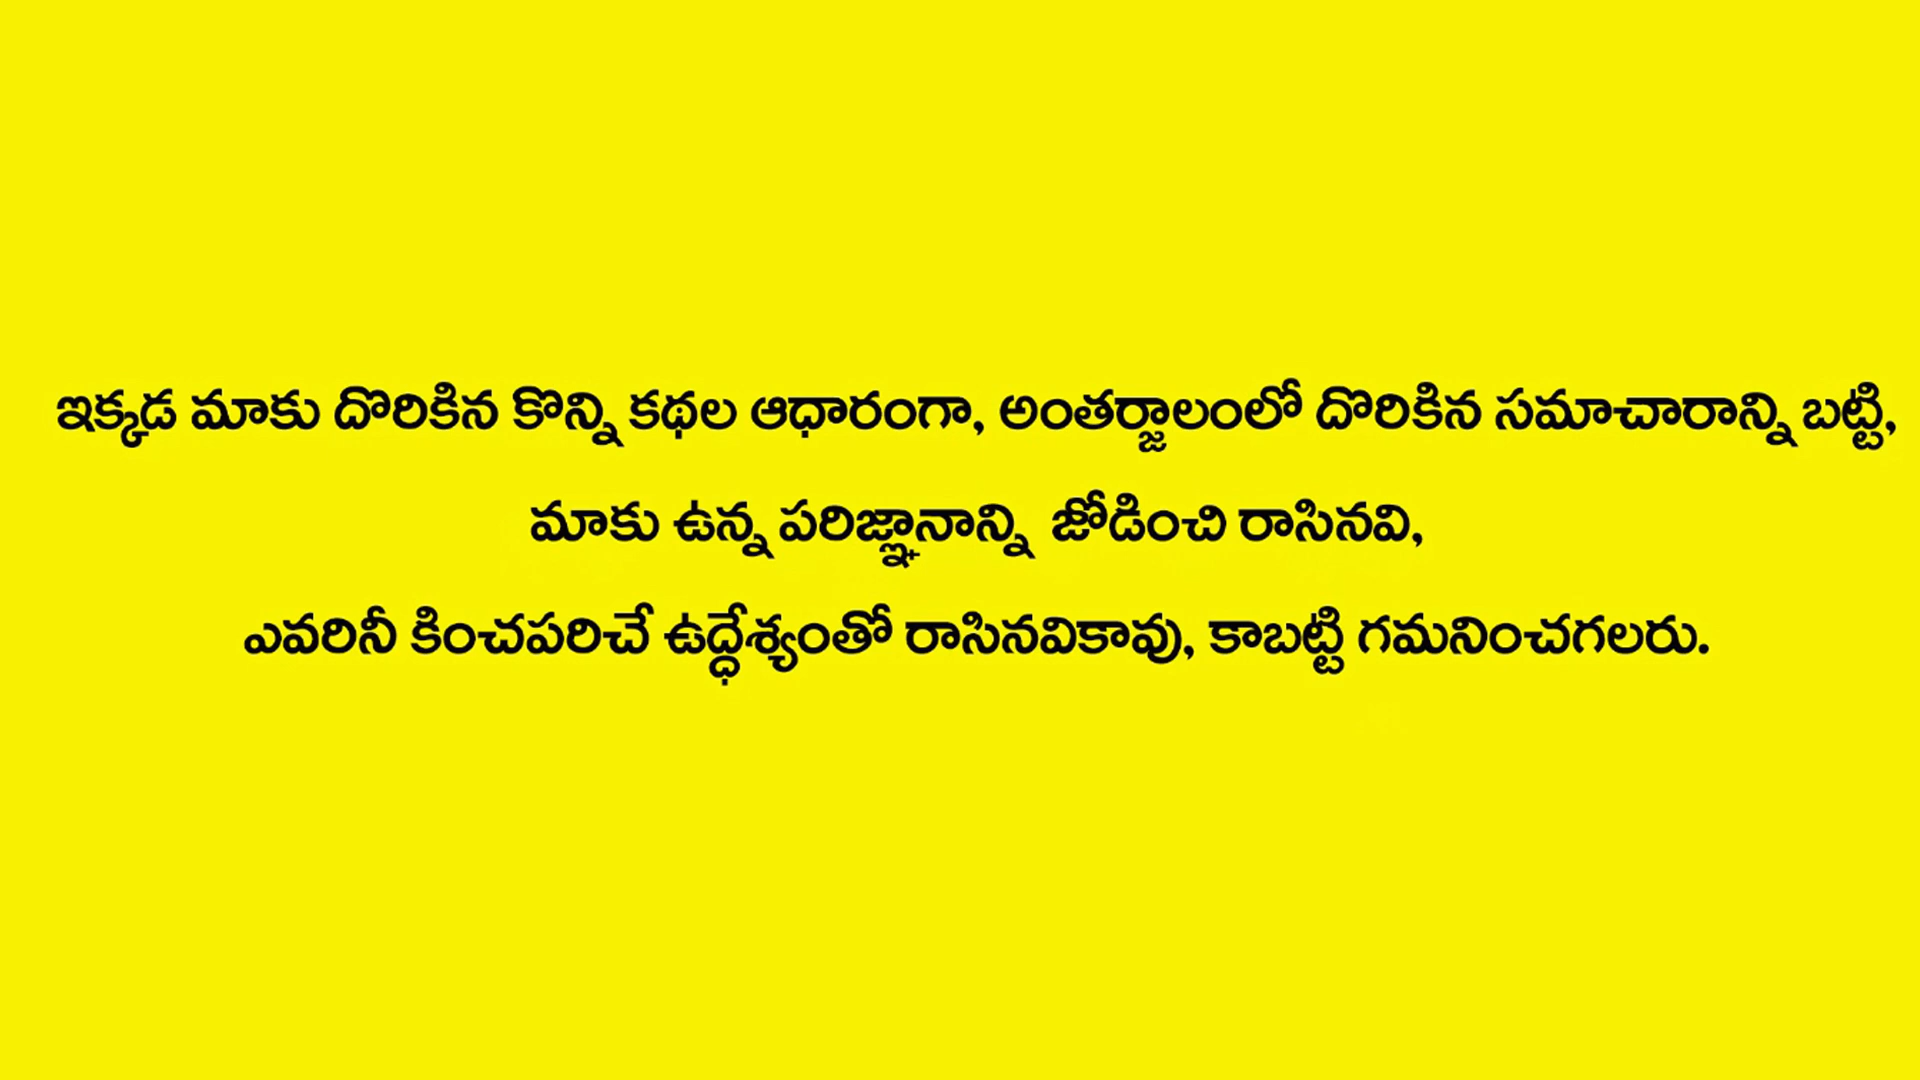 ఇక్కడ మాకు దొరికిన కొన్ని కథల ఆధారంగా, అంతర్జాలంలో దొరికిన సమాచారాన్ని బట్టి,
మాకు ఉన్న పరిజ్ఞానాన్ని జోడించి రాసినవి,
ఎవరినీ కించపరిచే ఉద్ధేశ్యంతో రాసినవికావు, కాబట్టి గమనించగలరు.